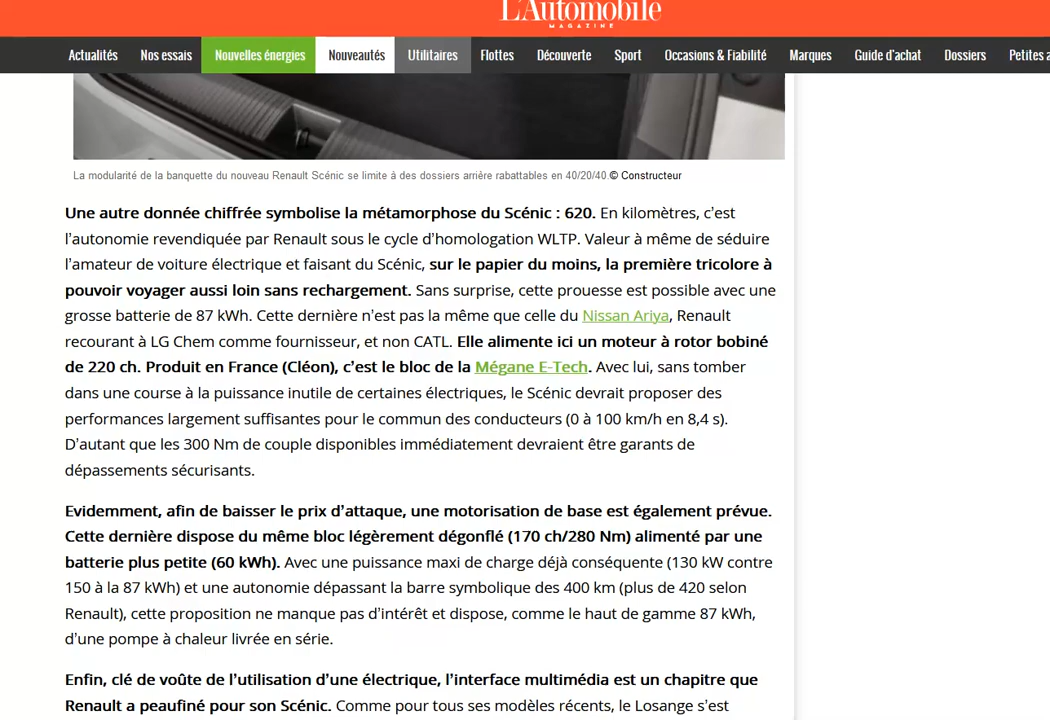 L'Automobile
MAGAZINE
Actualités Nos essais Nouvelles énergies Nouveautés Utilitaires Flottes Découverte Sport Occasions & Fiabilité Marques Guide d'achat Dossiers Petites a
La modularité de la banquette du nouveau Renault Scénic se limite à des dossiers arrière rabattables en 40/20/40.© Constructeur
Une autre donnée chiffrée symbolise la métamorphose du Scénic : 620. En kilomètres, c’est
l’autonomie revendiquée par Renault sous le cycle d’homologation WLTP. Valeur à même de séduire
l’amateur de voiture électrique et faisant du Scénic, sur le papier du moins, la première tricolore à
pouvoir voyager aussi loin sans rechargement. Sans surprise, cette prouesse est possible avec une
grosse batterie de 87 kWh. Cette dernière n’est pas la même que celle du Nissan Ariya, Renault
recourant à LG Chem comme fournisseur, et non CATL. Elle alimente ici un moteur à rotor bobiné
de 220 ch. Produit en France (Cléon), c’est le bloc de la Mégane E-Tech. Avec lui, sans tomber
dans une course à la puissance inutile de certaines électriques, le Scénic devrait proposer des
performances largement suffisantes pour le commun des conducteurs (0 à 100 km/h en 8,4 s).
D’autant que les 300 Nm de couple disponibles immédiatement devraient être garants de
dépassements sécurisants.
Evidemment, afin de baisser le prix d’attaque, une motorisation de base est également prévue.
Cette dernière dispose du même bloc légèrement dégonflé (170 ch/280 Nm) alimenté par une
batterie plus petite (60 kWh). Avec une puissance maxi de charge déjà conséquente (130 kW contre
150 à la 87 kWh) et une autonomie dépassant la barre symbolique des 400 km (plus de 420 selon
Renault), cette proposition ne manque pas d’intérêt et dispose, comme le haut de gamme 87 kWh,
d’une pompe à chaleur livrée en série.
Enfin, clé de voûte de l’utilisation d’une électrique, l’interface multimédia est un chapitre que
Renault a peaufiné pour son Scénic. Comme pour tous ses modèles récents, le Losange s’est